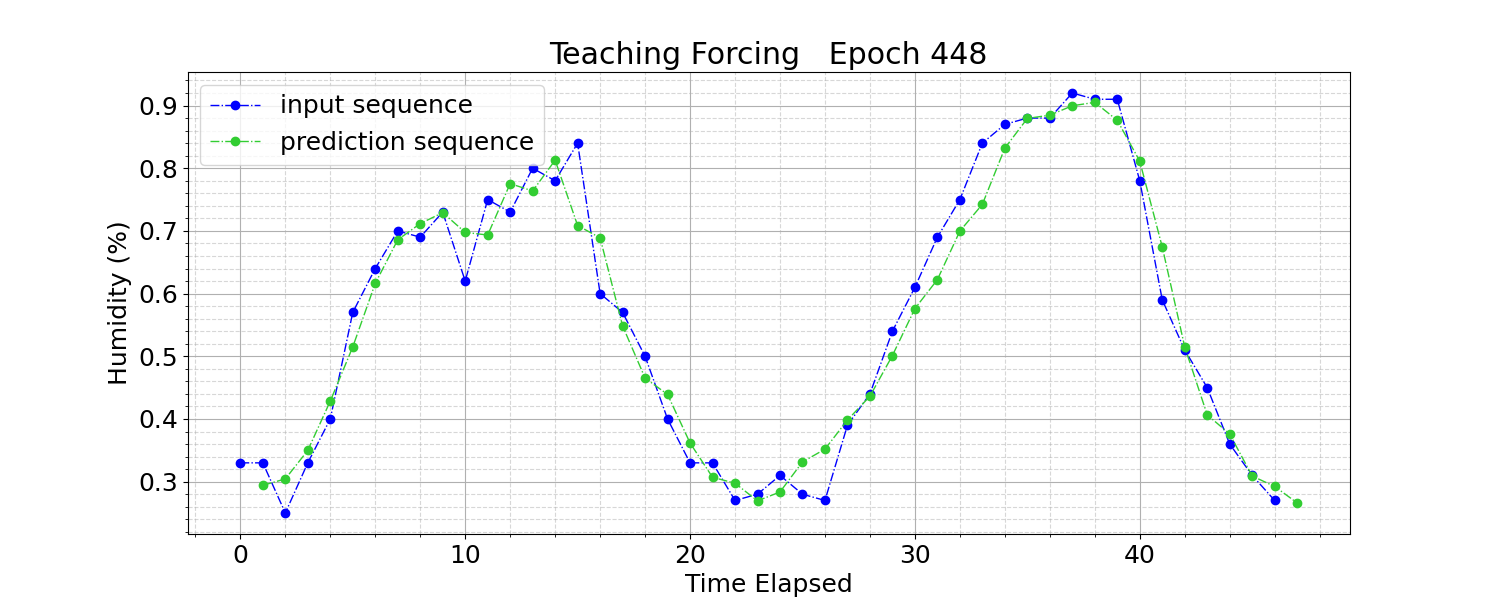 Teaching Forcing   Epoch 448
input sequence
prediction sequence
Humidity (%)
0.9
0.8
0.7
0.6
0.5
0.4
0.3
0 10 20 30 40
Time Elapsed